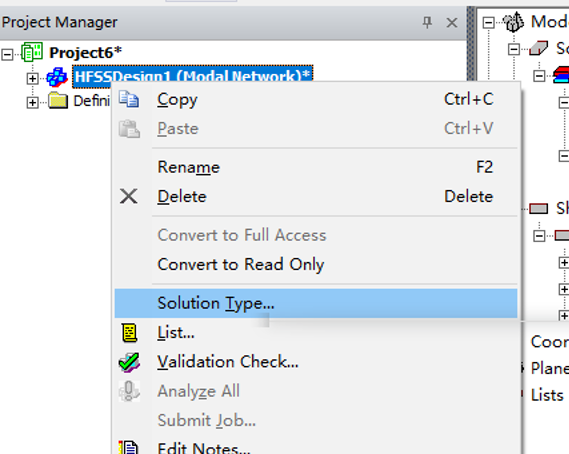 Project Manager
Project6*
HFSSDesign1 (Modal Network)*
Defini
Copy Ctrl+C
Paste Ctrl+V
Rename F2
Delete Delete
Convert to Full Access
Convert to Read Only
Solution Type...
List...
Validation Check...
Analyze All
Submit Job...
Edit Notes...
Mode
So
Sh
Coor
Plane
Lists